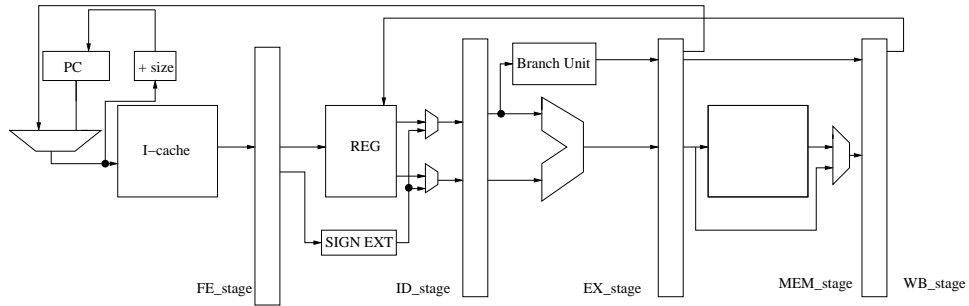 PC
+ size
Branch Unit
I–cache
REG
SIGN EXT
FE_stage
ID_stage
EX_stage
MEM_stage
WB_stage